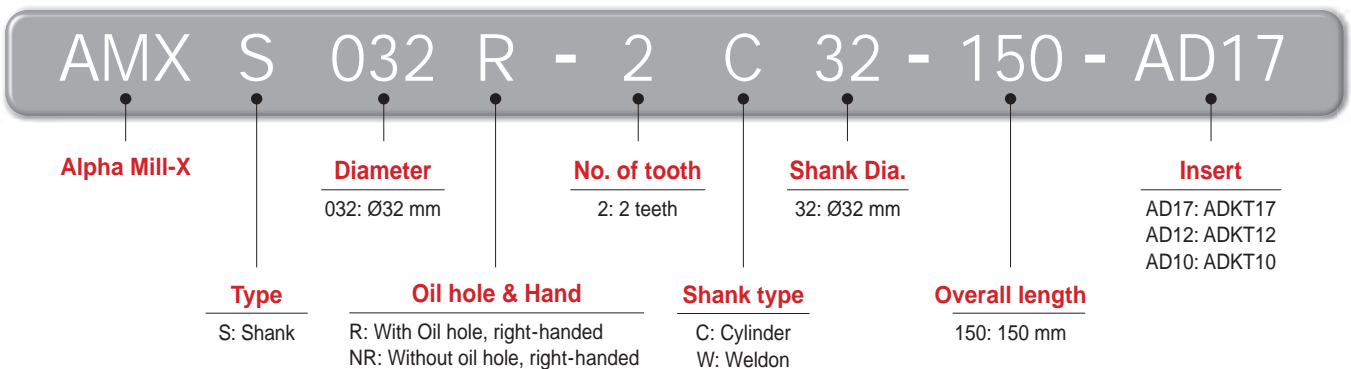 AMX S 032 R - 2 C 32 - 150 - AD17
Alpha Mill-X
Diameter
032: Ø32 mm
No. of tooth
2: 2 teeth
Shank Dia.
32: Ø32 mm
Insert
AD17: ADKT17
AD12: ADKT12
AD10: ADKT10
Type
S: Shank
Oil hole & Hand
R: With Oil hole, right-handed
NR: Without oil hole, right-handed
Shank type
C: Cylinder
W: Weldon
Overall length
150: 150 mm